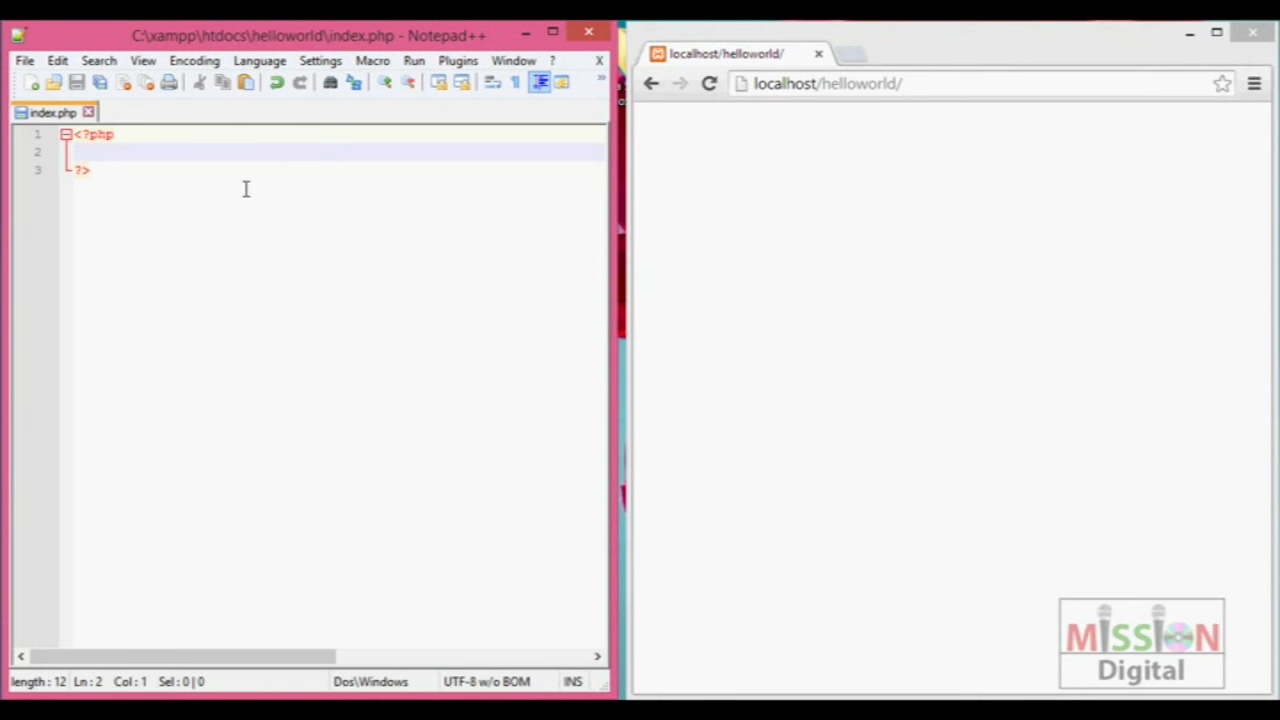 C:\xampp\htdocs\helloworld\index.php - Notepad++
File Edit Search View Encoding Language Settings Macro Run Plugins Window ? X
index.php
1 <?php
2
3 ?>
length : 12 Ln : 2 Col : 1 Sel : 0 | 0 Dos\Windows UTF-8 w/o BOM INS
localhost/helloworld/
localhost/helloworld/
MISSION
Digital